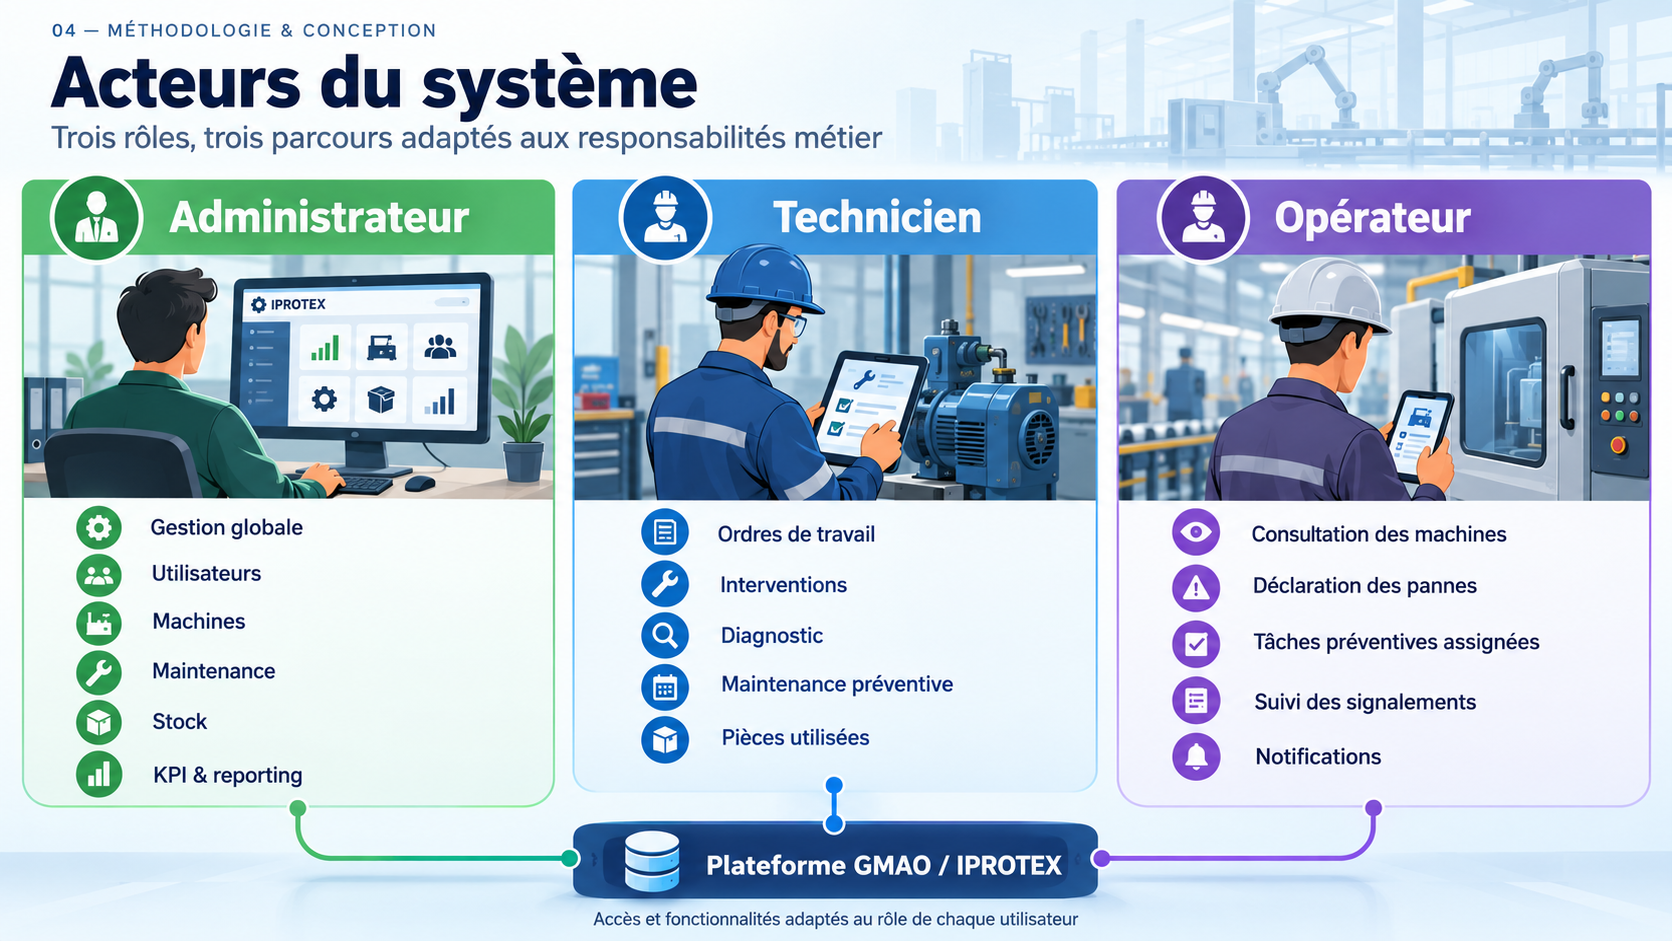 04 — MÉTHODOLOGIE & CONCEPTION
Acteurs du système
Trois rôles, trois parcours adaptés aux responsabilités métier
Administrateur
IPROTEX
Gestion globale
Utilisateurs
Machines
Maintenance
Stock
KPI & reporting
Technicien
Ordres de travail
Interventions
Diagnostic
Maintenance préventive
Pièces utilisées
Opérateur
Consultation des machines
Déclaration des pannes
Tâches préventives assignées
Suivi des signalements
Notifications
Plateforme GMAO / IPROTEX
Accès et fonctionnalités adaptés au rôle de chaque utilisateur